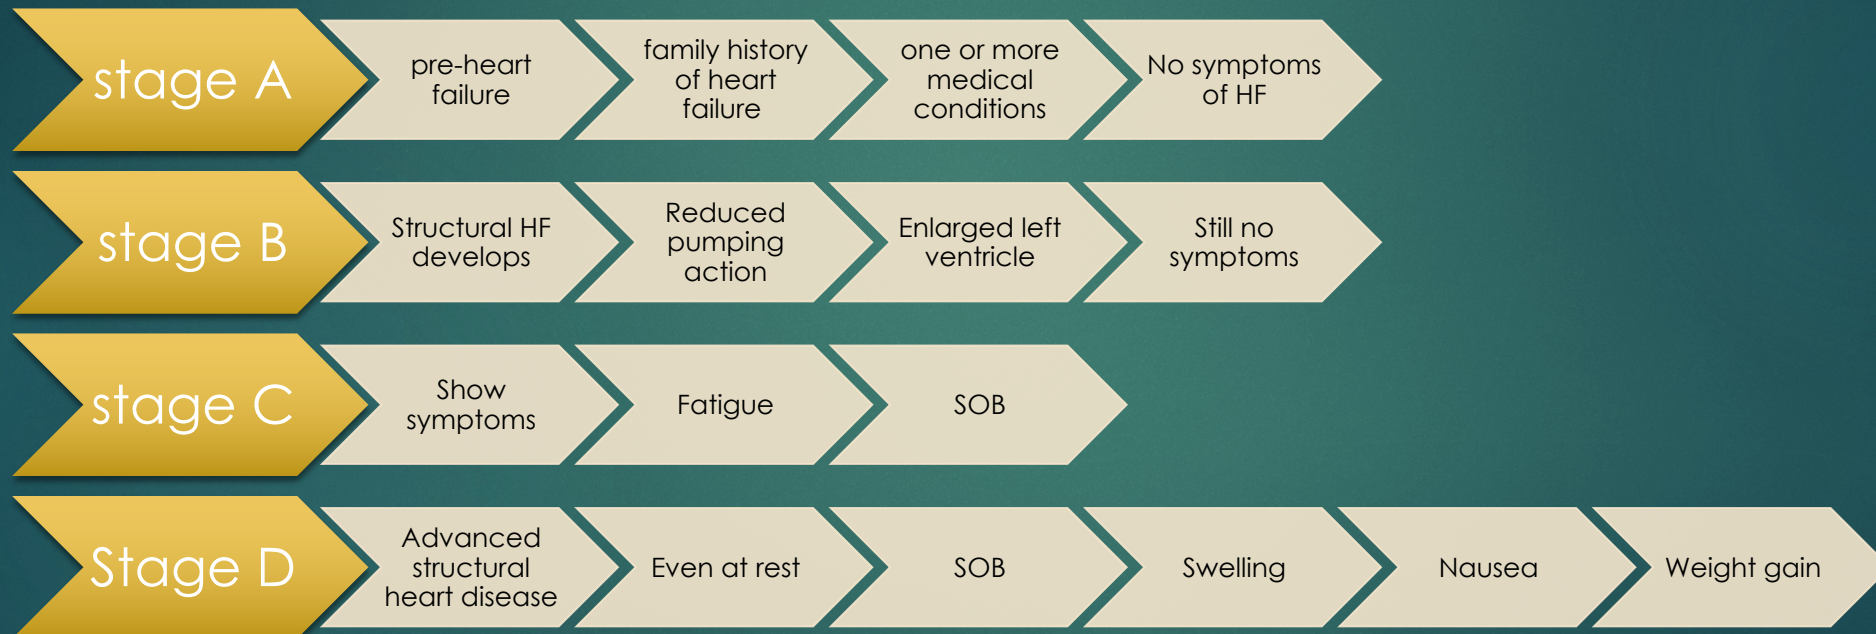 stage A
pre-heart
failure
family history
of heart
failure
one or more
medical
conditions
No symptoms
of HF
stage B
Structural HF
develops
Reduced
pumping
action
Enlarged left
ventricle
Still no
symptoms
stage C
Show
symptoms
Fatigue
SOB
Stage D
Advanced
structural
heart disease
Even at rest
SOB
Swelling
Nausea
Weight gain